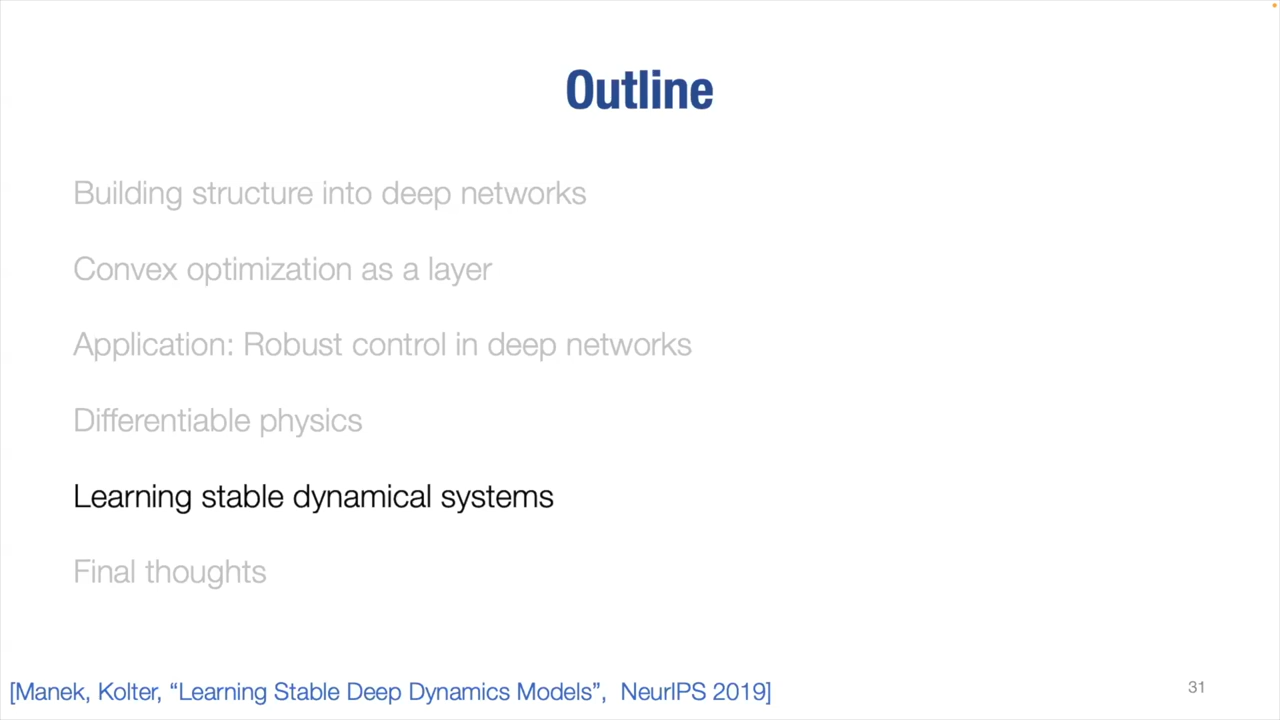 Outline
Building structure into deep networks
Convex optimization as a layer
Application: Robust control in deep networks
Differentiable physics
Learning stable dynamical systems
Final thoughts
[Manek, Kolter, “Learning Stable Deep Dynamics Models”, NeurIPS 2019]
31